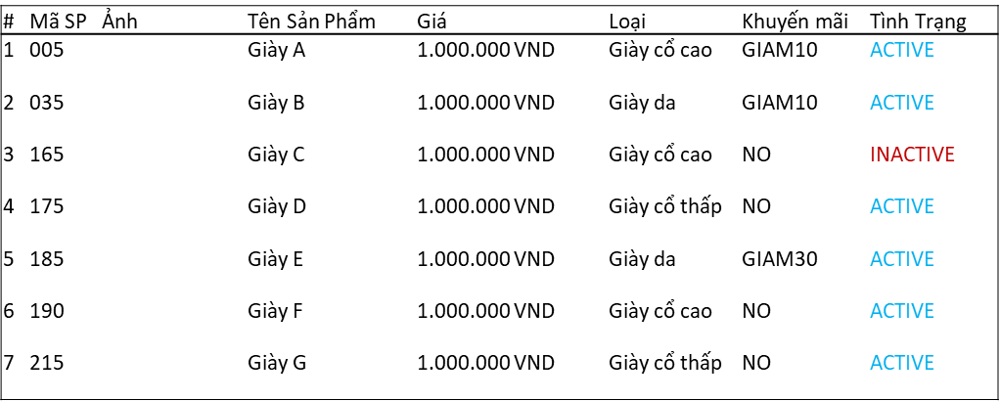 # Mã SP Ảnh Tên Sản Phẩm Giá Loại Khuyến mãi Tình Trạng
1 005 Giày A 1.000.000 VND Giày cổ cao GIAM10 ACTIVE
2 035 Giày B 1.000.000 VND Giày da GIAM10 ACTIVE
3 165 Giày C 1.000.000 VND Giày cổ cao NO INACTIVE
4 175 Giày D 1.000.000 VND Giày cổ thấp NO ACTIVE
5 185 Giày E 1.000.000 VND Giày da GIAM30 ACTIVE
6 190 Giày F 1.000.000 VND Giày cổ cao NO ACTIVE
7 215 Giày G 1.000.000 VND Giày cổ thấp NO ACTIVE